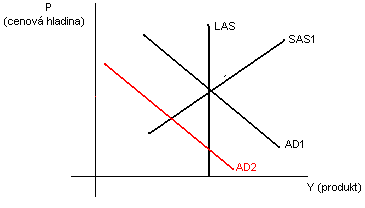 P
(cenová hladina)
LAS
SAS1
AD1
AD2
Y (produkt)